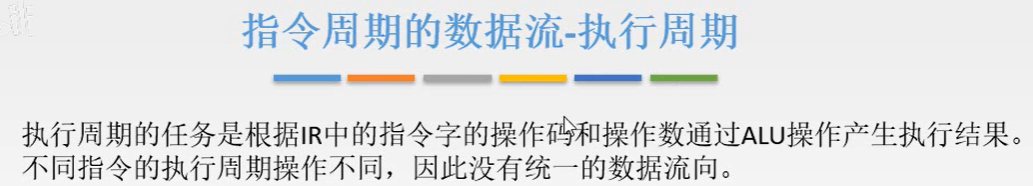 指令周期的数据流-执行周期
执行周期的任务是根据IR中的指令字的操作码和操作数通过ALU操作产生执行结果。
不同指令的执行周期操作不同，因此没有统一的数据流向。